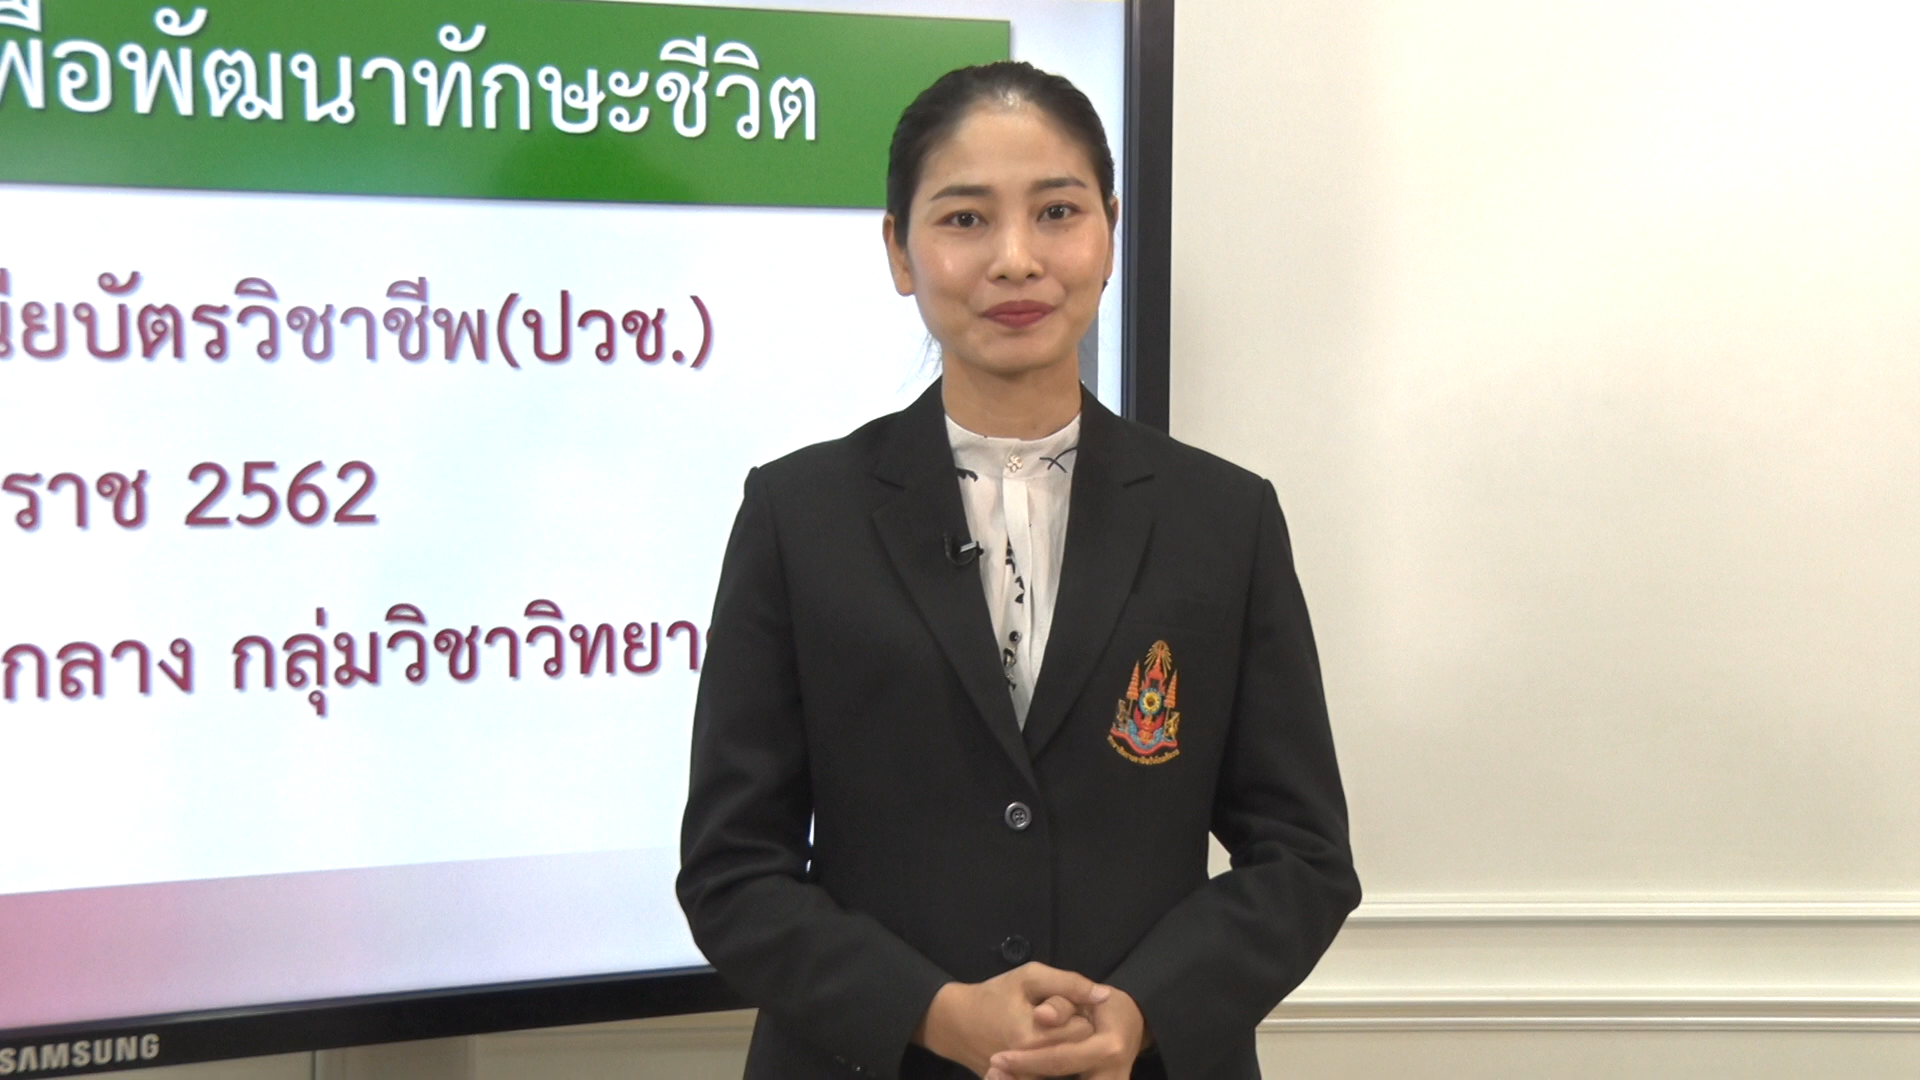 เพื่อพัฒนาทักษะชีวิต
นียบัตรวิชาชีพ(ปวช.)
ราช 2562
กลาง กลุ่มวิชาวิทยา
SAMSUNG